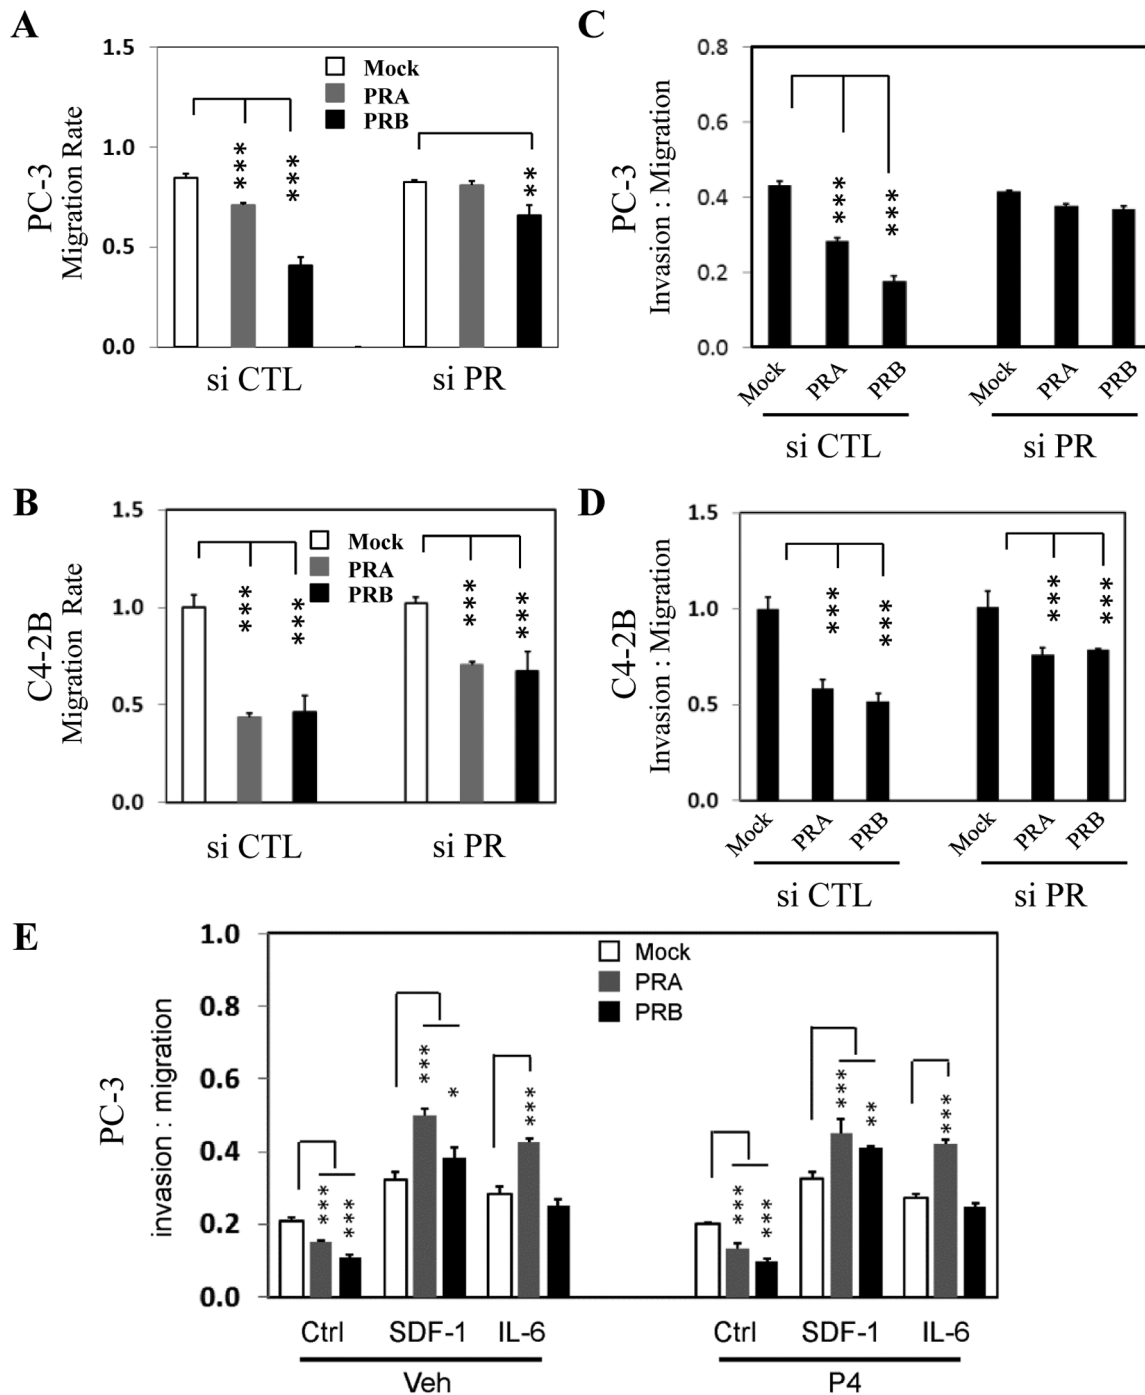 A
PC-3
Migration Rate
1.5
1.0
0.5
0.0
Mock
PRA
PRB
***
***
**
si CTL
si PR
C
PC-3
Invasion : Migration
0.8
0.6
0.4
0.2
0.0
***
***
Mock
PRA
PRB
Mock
PRA
PRB
si CTL
si PR
B
C4-2B
Migration Rate
1.5
1.0
0.5
0.0
Mock
PRA
PRB
***
***
***
***
si CTL
si PR
D
C4-2B
Invasion : Migration
1.5
1.0
0.5
0.0
***
***
***
***
Mock
PRA
PRB
Mock
PRA
PRB
si CTL
si PR
E
PC-3
invasion : migration
1.0
0.8
0.6
0.4
0.2
0.0
Mock
PRA
PRB
***
***
***
*
***
***
***
***
**
***
Ctrl
SDF-1
IL-6
Ctrl
SDF-1
IL-6
Veh
P4